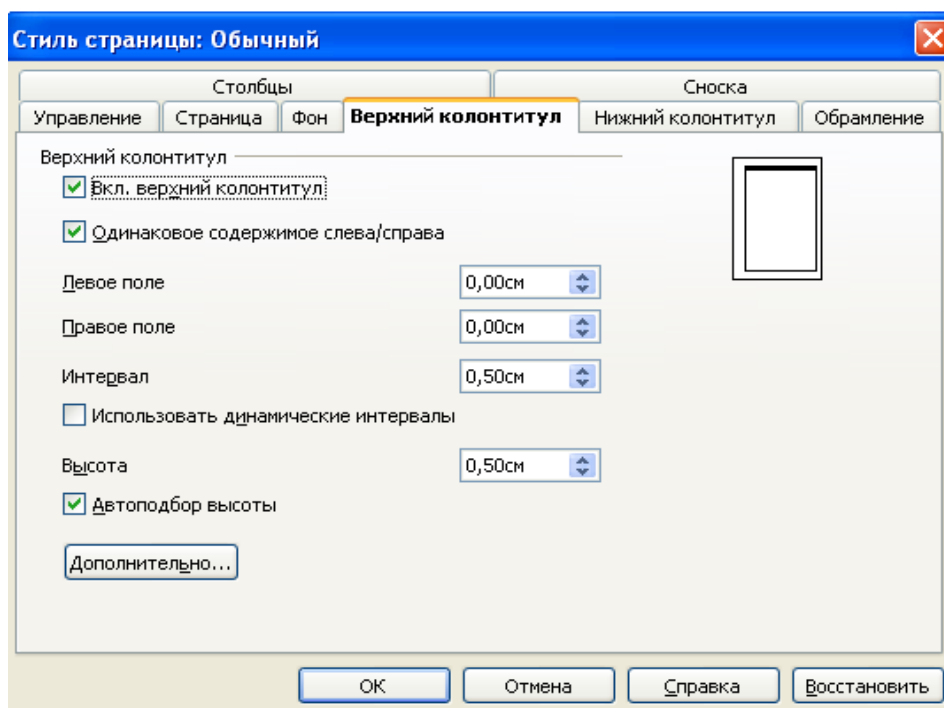 Стиль страницы: Обычный
Столбцы Сноска
Управление Страница Фон Верхний колонтитул Нижний колонтитул Обрамление
Верхний колонтитул
Вкл. верхний колонтитул
Одинаковое содержимое слева/справа
Левое поле 0,00см
Правое поле 0,00см
Интервал 0,50см
Использовать динамические интервалы
Высота 0,50см
Автоподбор высоты
Дополнительно...
ОК Отмена Справка Восстановить